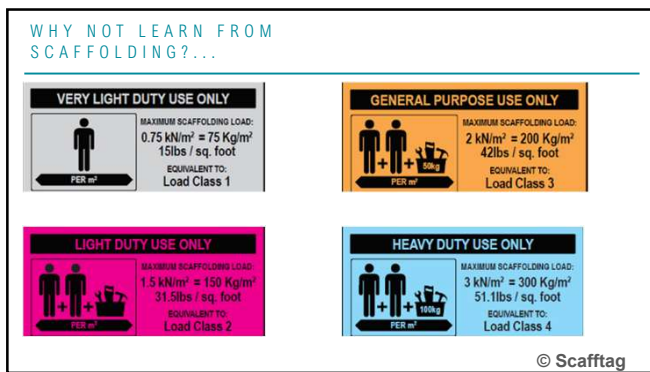 WHY NOT LEARN FROM
SCAFFOLDING?...
VERY LIGHT DUTY USE ONLY
MAXIMUM SCAFFOLDING LOAD:
0.75 kN/m² = 75 Kg/m²
15lbs / sq. foot
EQUIVALENT TO:
Load Class 1
PER m²
GENERAL PURPOSE USE ONLY
MAXIMUM SCAFFOLDING LOAD:
2 kN/m² = 200 Kg/m²
42lbs / sq. foot
EQUIVALENT TO:
Load Class 3
+ + 50kg
PER m²
LIGHT DUTY USE ONLY
MAXIMUM SCAFFOLDING LOAD:
1.5 kN/m² = 150 Kg/m²
31.5lbs / sq. foot
EQUIVALENT TO:
Load Class 2
+ +
PER m²
HEAVY DUTY USE ONLY
MAXIMUM SCAFFOLDING LOAD:
3 kN/m² = 300 Kg/m²
51.1lbs / sq. foot
EQUIVALENT TO:
Load Class 4
+ + 100kg
PER m²
© Scafftag